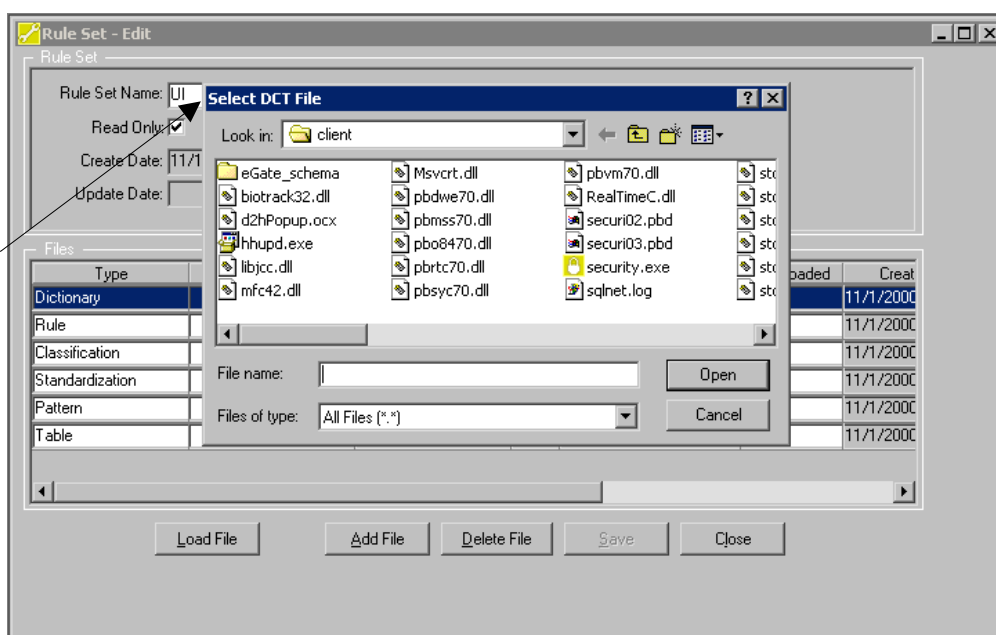 Rule Set - Edit
Rule Set
Rule Set Name: UI
Read Only:
Create Date: 11/1
Update Date:
Select DCT File
Look in: client
eGate_schema
biotrack32.dll
d2hPopup.ocx
hhupd.exe
libjcc.dll
mfc42.dll
Msvcrt.dll
pbdwe70.dll
pbmss70.dll
pbo8470.dll
pbrtc70.dll
pbsyc70.dll
pbvm70.dll
RealTimeC.dll
securi02.pbd
securi03.pbd
security.exe
sqlnet.log
File name:
Open
Files of type: All Files (*.*)
Cancel
Files
Type
oaded
Creat
Dictionary
11/1/2000
Rule
11/1/2000
Classification
11/1/2000
Standardization
11/1/2000
Pattern
11/1/2000
Table
11/1/2000
Load File
Add File
Delete File
Save
Close